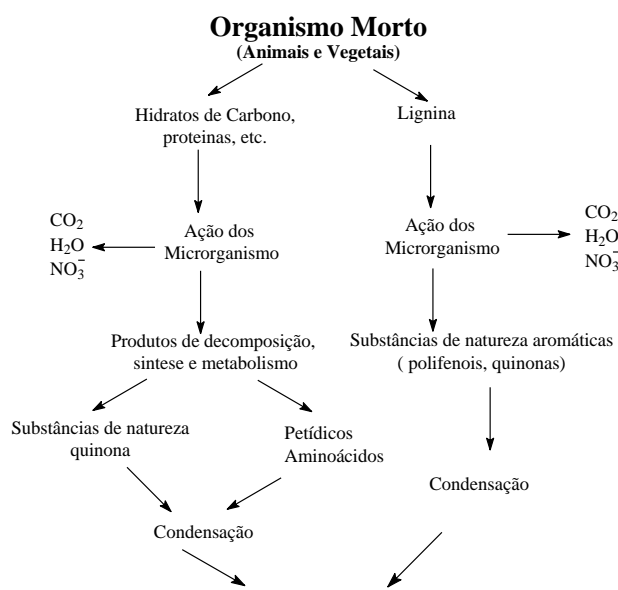 Organismo Morto
(Animais e Vegetais)
Hidratos de Carbono,
proteinas, etc.
Lignina
CO2
H2O
NO3-
Ação dos
Microrganismo
Ação dos
Microrganismo
CO2
H2O
NO3-
Produtos de decomposição,
sintese e metabolismo
Substâncias de natureza aromáticas
( polifenois, quinonas)
Substâncias de natureza
quinona
Petídicos
Aminoácidos
Condensação
Condensação